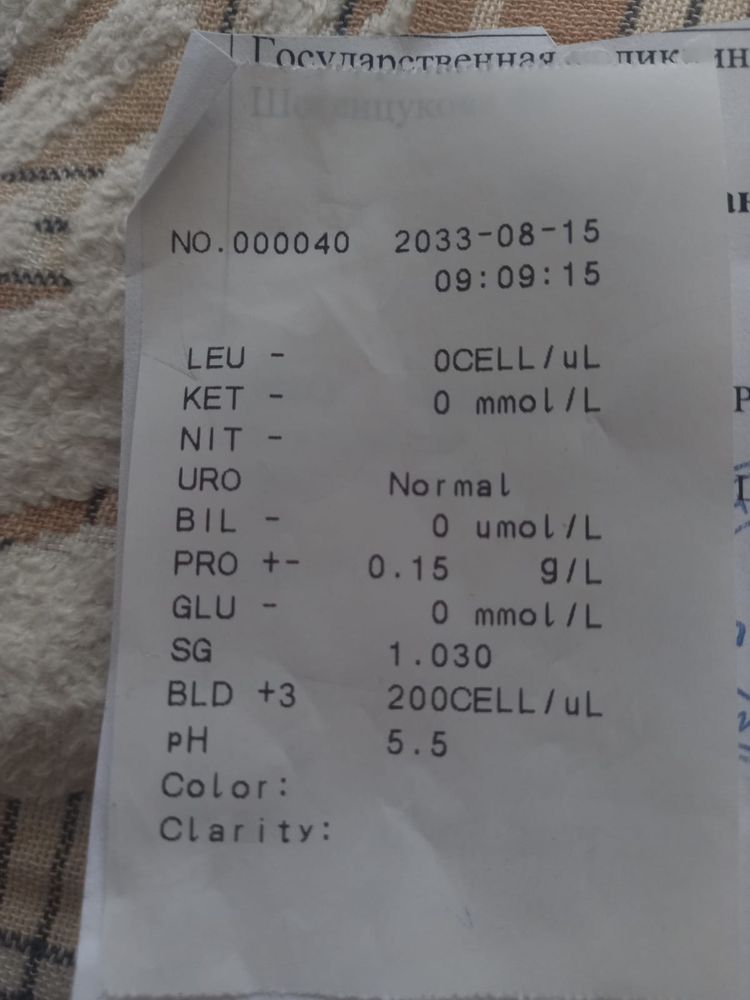 Государственная
NO.000040 2033-08-15
09:09:15
LEU - 0CELL/uL
KET - 0 mmol/L
NIT -
URO Normal
BIL - 0 umol/L
PRO +- 0.15 g/L
GLU - 0 mmol/L
SG 1.030
BLD +3 200CELL/uL
pH 5.5
Color:
Clarity: